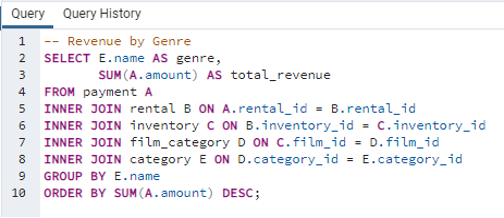 Query Query History
1 -- Revenue by Genre
2 SELECT E.name AS genre,
3 SUM(A.amount) AS total_revenue
4 FROM payment A
5 INNER JOIN rental B ON A.rental_id = B.rental_id
6 INNER JOIN inventory C ON B.inventory_id = C.inventory_id
7 INNER JOIN film_category D ON C.film_id = D.film_id
8 INNER JOIN category E ON D.category_id = E.category_id
9 GROUP BY E.name
10 ORDER BY SUM(A.amount) DESC;